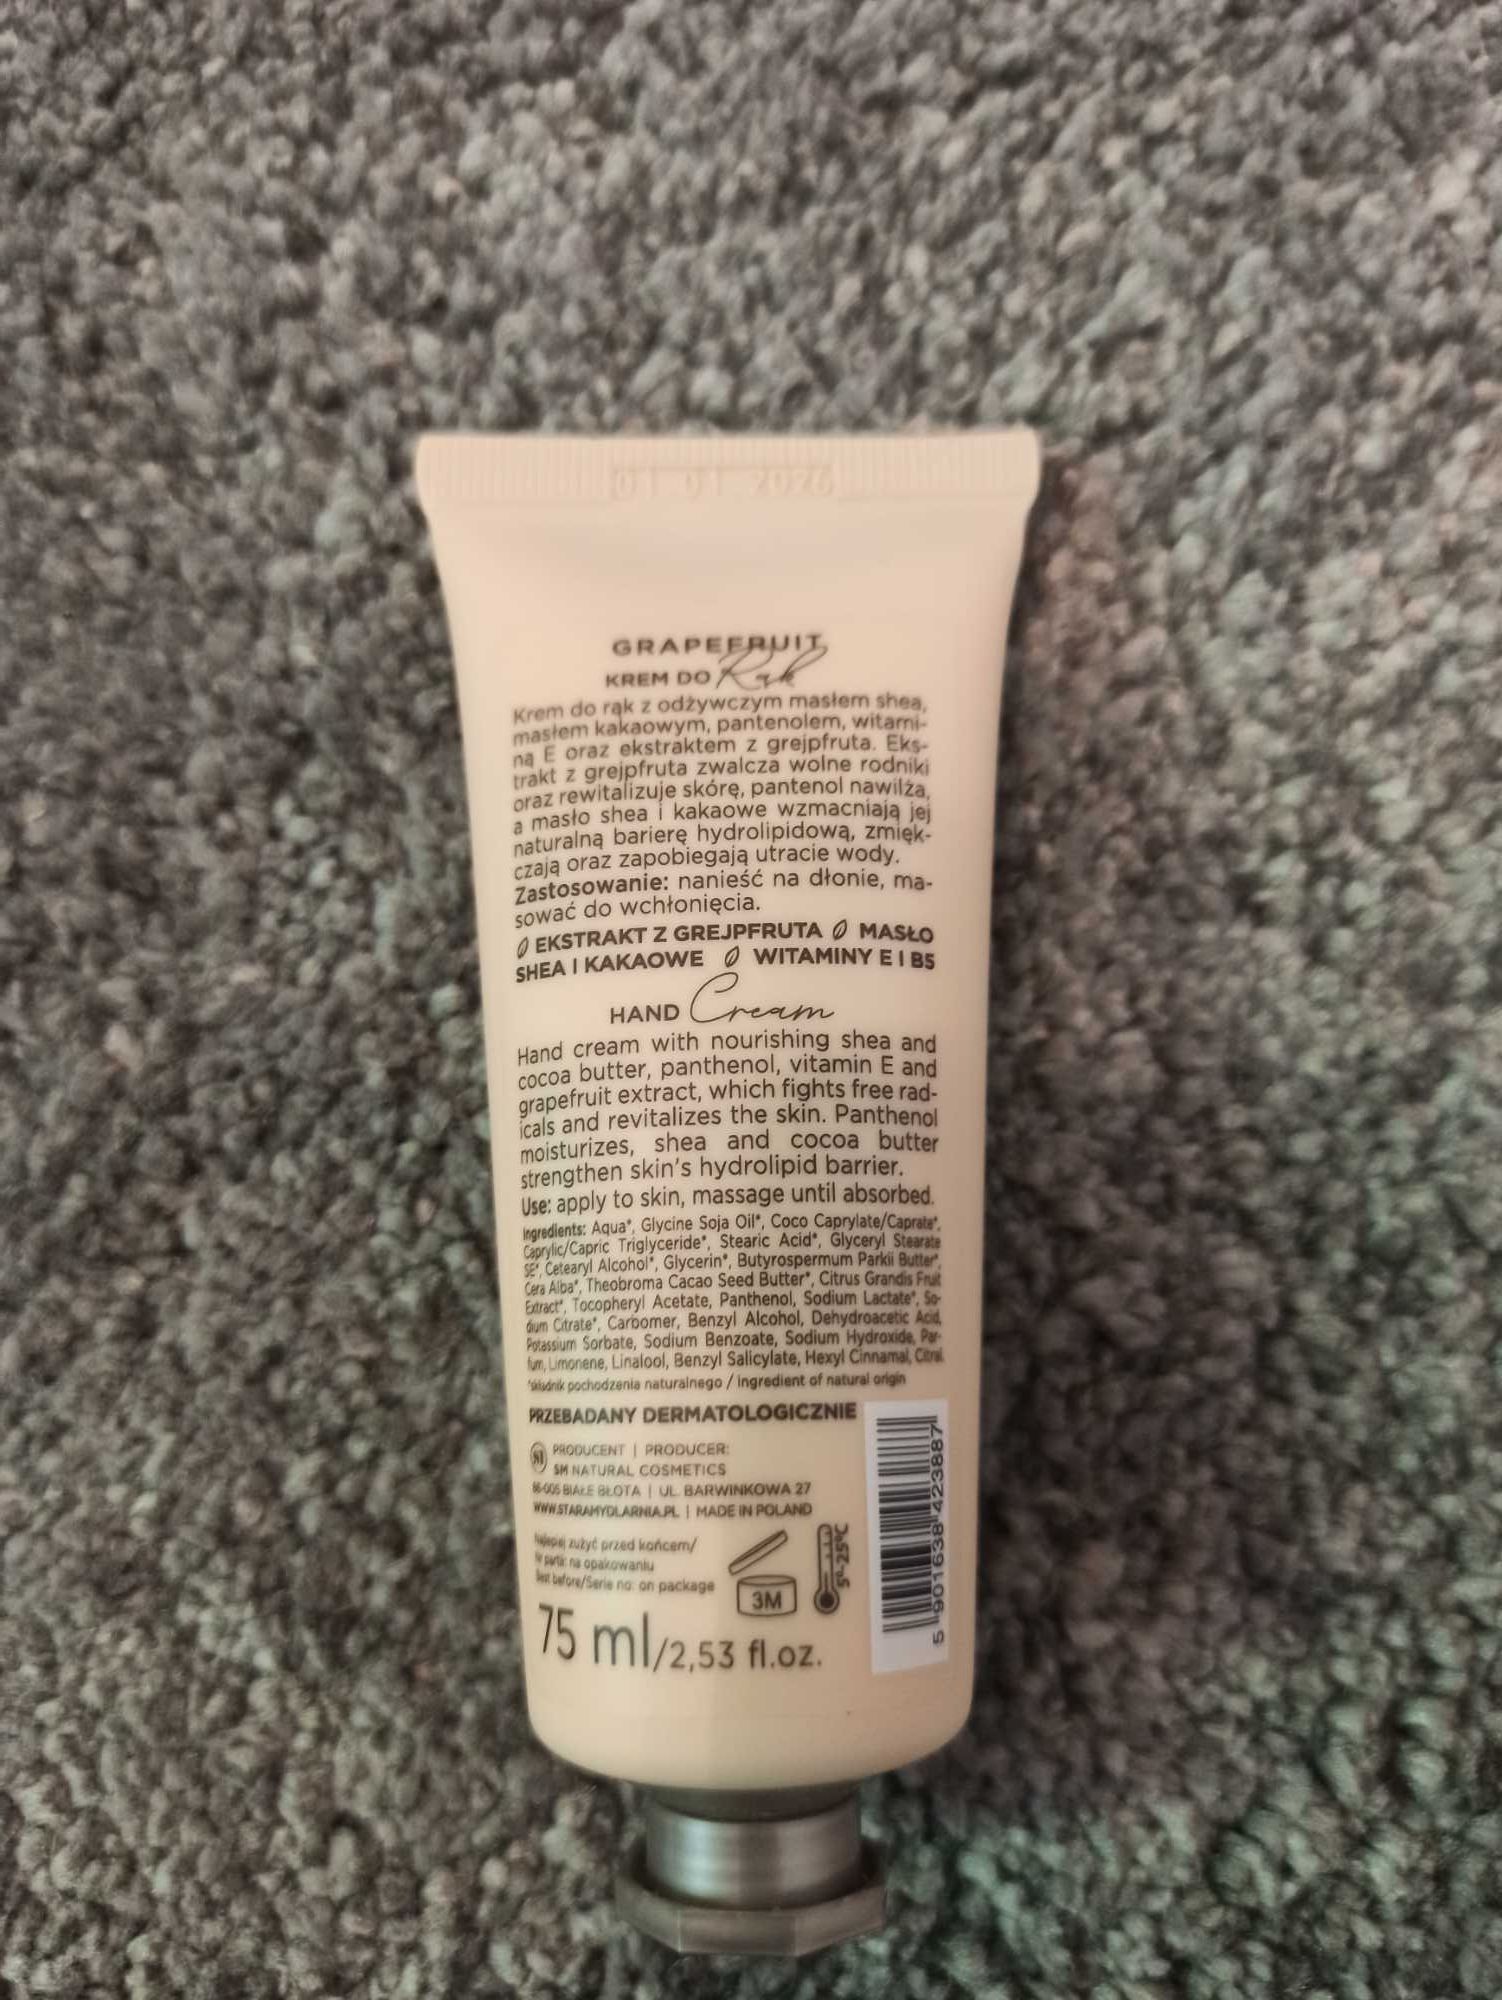 01 01 2026
GRAPEFRUIT
KREM DO Rąk
Krem do rąk z odżywczym masłem shea,
masłem kakaowym, pantenolem, witami-
ną E oraz ekstraktem z grejpfruta. Eks-
trakt z grejpfruta zwalcza wolne rodniki
oraz rewitalizuje skórę, pantenol nawilża,
a masło shea i kakaowe wzmacniają jej
naturalną barierę hydrolipidową, zmięk-
czają oraz zapobiegają utracie wody.
Zastosowanie: nanieść na dłonie, ma-
sować do wchłonięcia.
EKSTRAKT Z GREJPFRUTA MASŁO
SHEA I KAKAOWE WITAMINY E I B5
HAND Cream
Hand cream with nourishing shea and
cocoa butter, panthenol, vitamin E and
grapefruit extract, which fights free rad-
icals and revitalizes the skin. Panthenol
moisturizes, shea and cocoa butter
strengthen skin's hydrolipid barrier.
Use: apply to skin, massage until absorbed.
Ingredients: Aqua*, Glycine Soja Oil*, Coco Caprylate/Caprate*,
Caprylic/Capric Triglyceride*, Stearic Acid*, Glyceryl Stearate
SE*, Cetearyl Alcohol*, Glycerin*, Butyrospermum Parkii Butter*,
Cera Alba*, Theobroma Cacao Seed Butter*, Citrus Grandis Fruit
Extract*, Tocopheryl Acetate, Panthenol, Sodium Lactate*, So-
dium Citrate*, Carbomer, Benzyl Alcohol, Dehydroacetic Acid,
Potassium Sorbate, Sodium Benzoate, Sodium Hydroxide, Par-
fum, Limonene, Linalool, Benzyl Salicylate, Hexyl Cinnamal, Citral.
*składnik pochodzenia naturalnego / ingredient of natural origin
PRZEBADANY DERMATOLOGICZNIE
PRODUCENT | PRODUCER:
SM NATURAL COSMETICS
86-005 BIAŁE BŁOTA | UL. BARWINKOWA 27
WWW.STARAMYDLARNIA.PL | MADE IN POLAND
Najlepiej zużyć przed końcem/
Nr partii: na opakowaniu
Best before/Serie no: on package
3M
5°-25°C
75 ml/2,53 fl.oz.
5 901638 423887